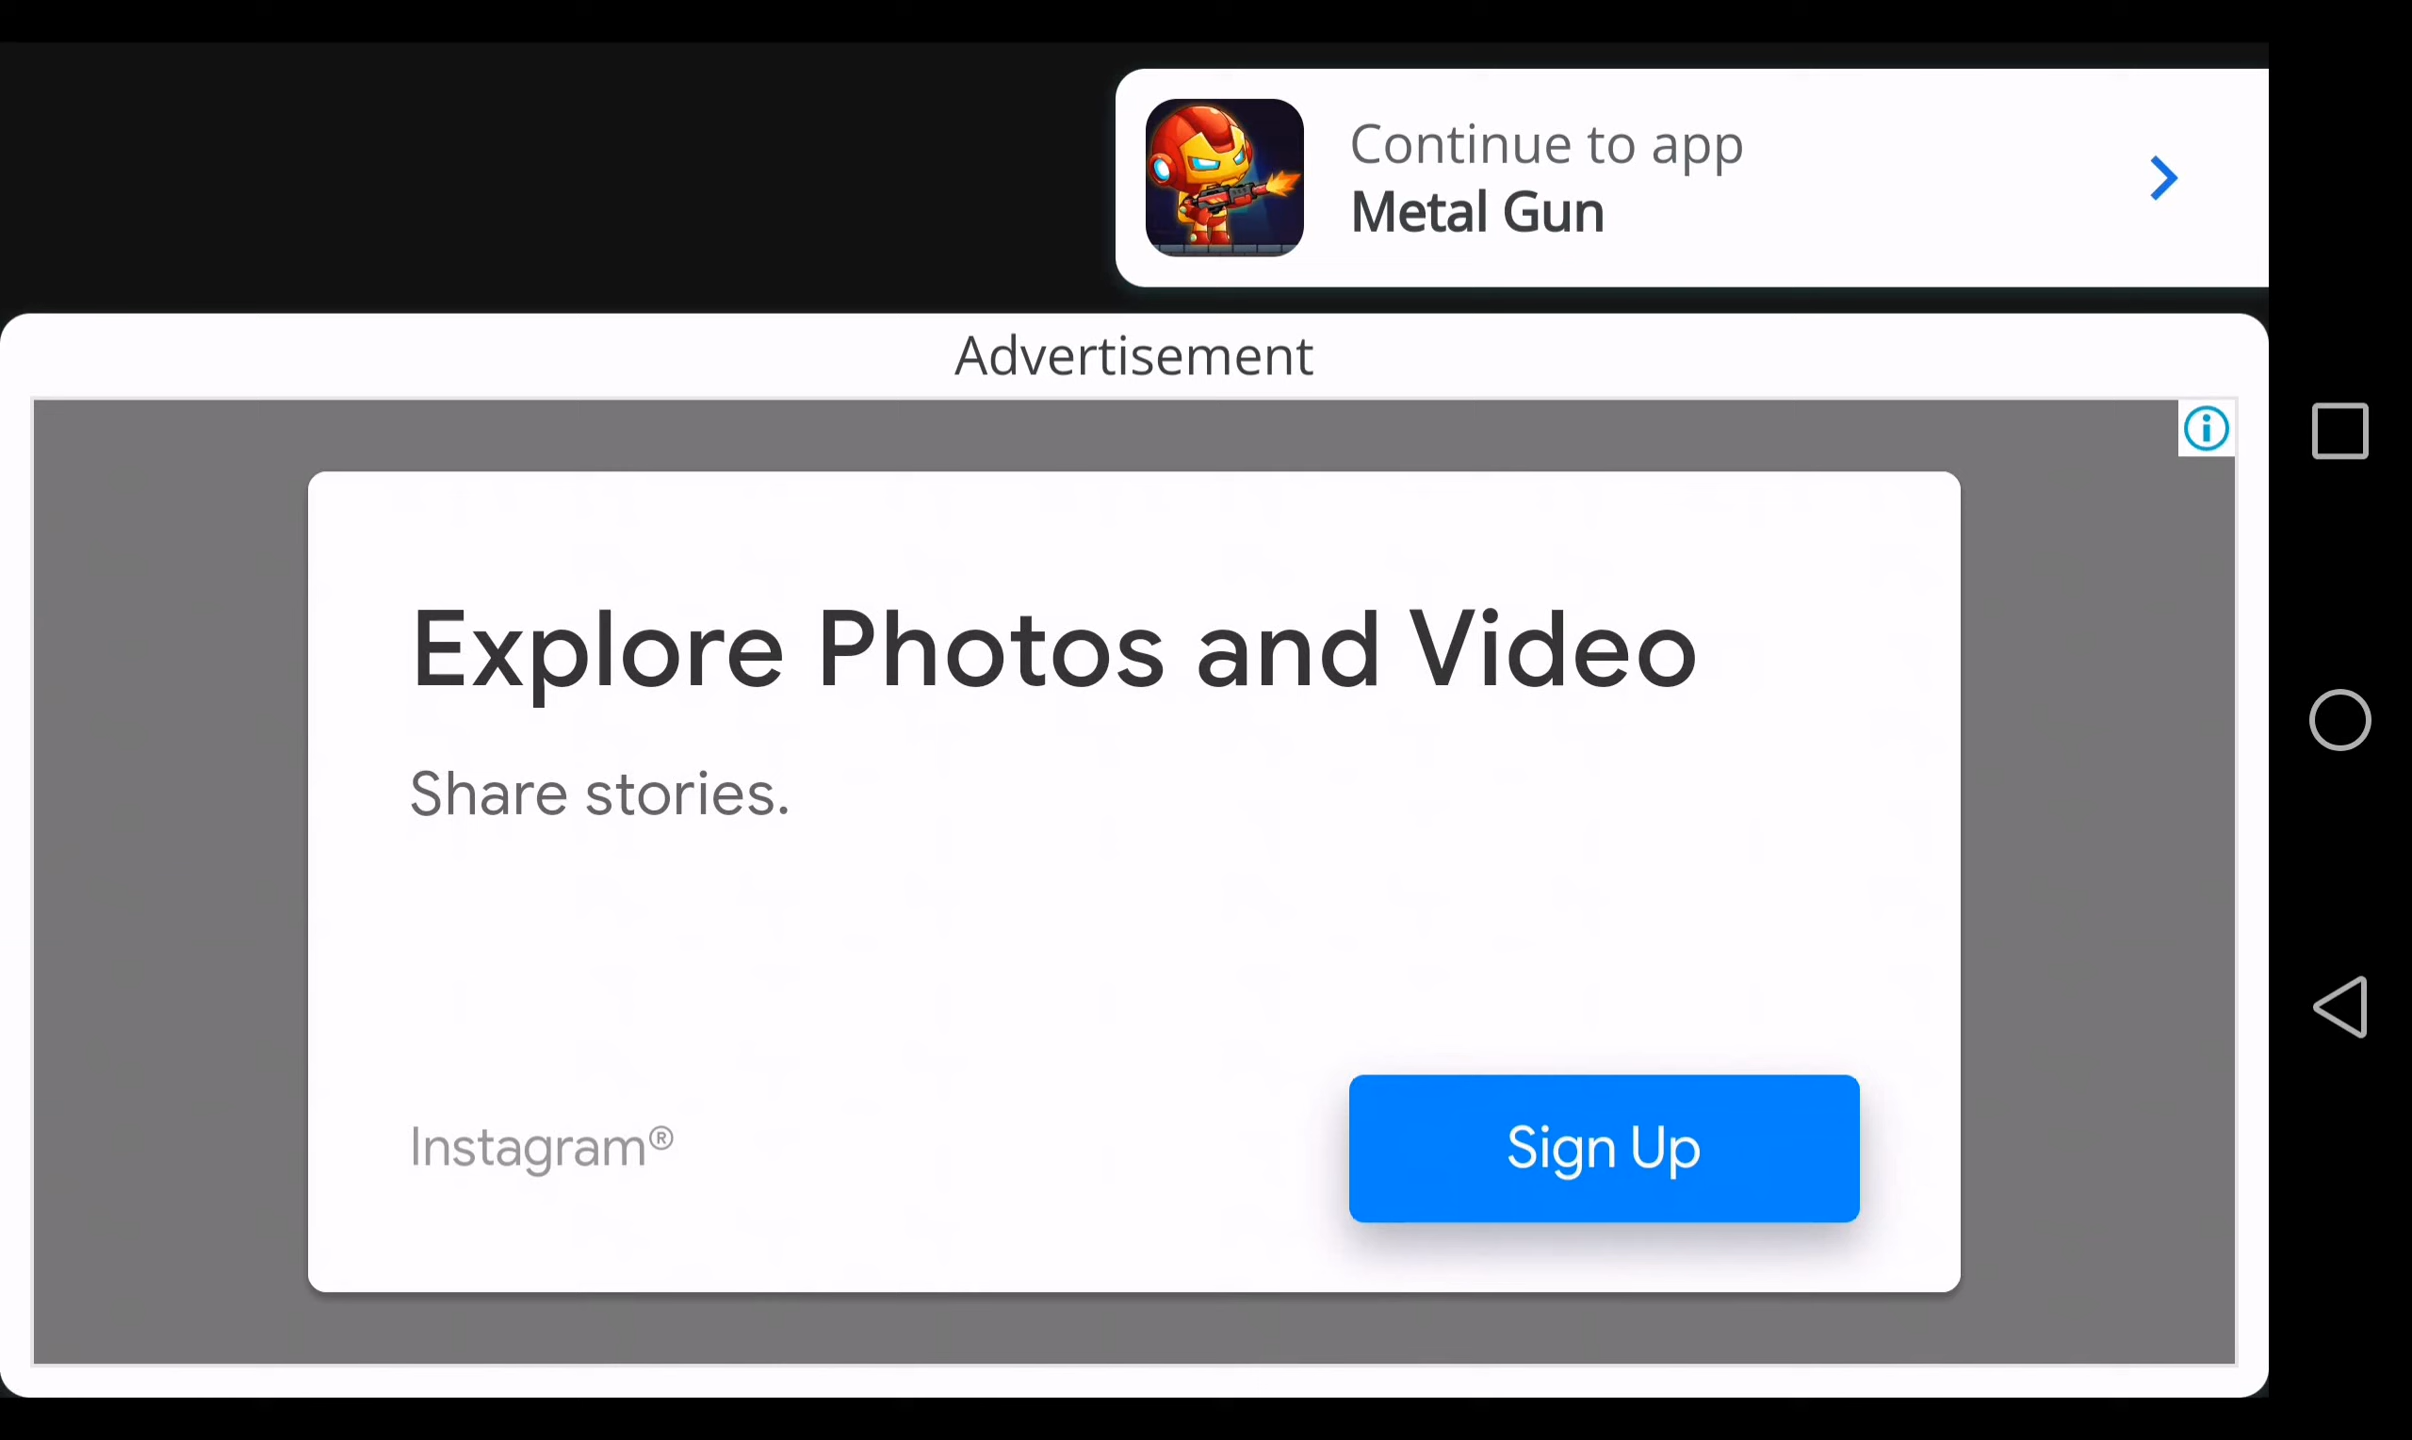 Continue to app
Metal Gun
Advertisement
Explore Photos and Video
Share stories.
Instagram®
Sign Up